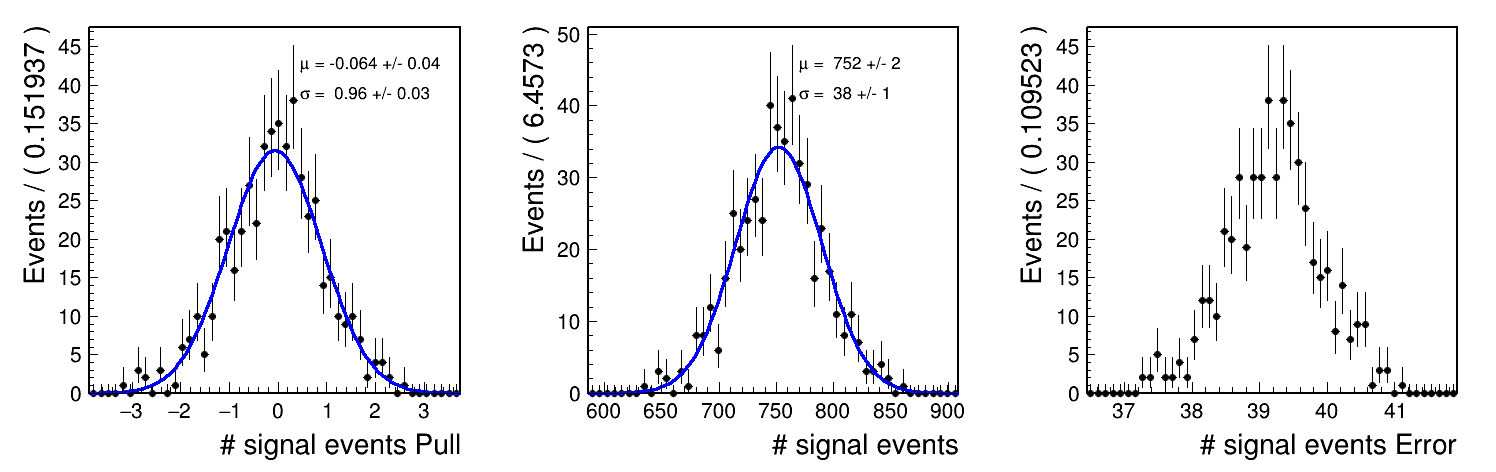 Events / ( 0.151937 )
45
40
35
30
25
20
15
10
5
0
μ = -0.064 +/- 0.04
σ = 0.96 +/- 0.03
−3 −2 −1 0 1 2 3
# signal events Pull
Events / ( 6.4573 )
50
40
30
20
10
0
μ = 752 +/- 2
σ = 38 +/- 1
600 650 700 750 800 850 900
# signal events
Events / ( 0.109523 )
45
40
35
30
25
20
15
10
5
0
37 38 39 40 41
# signal events Error